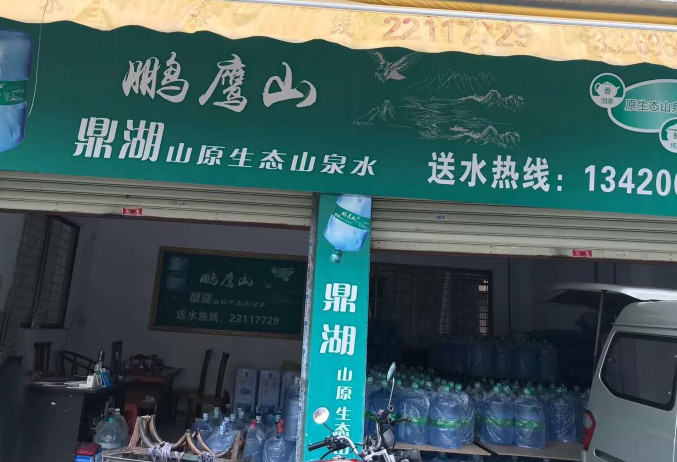 线 22117729
鹏鹰山
鼎湖山原生态山泉水
送水热线：13420
原生态山泉
鹏鹰山
鼎湖山原生态山泉水
送水热线：22117729
鼎湖山原生态